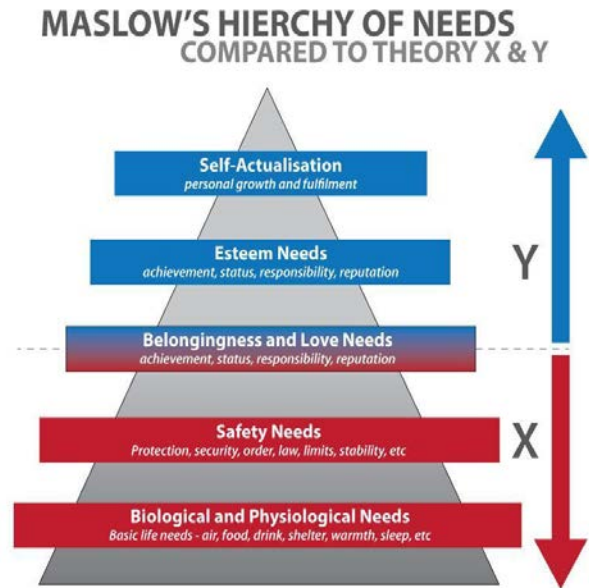 MASLOW'S HIERCHY OF NEEDS
COMPARED TO THEORY X & Y
Self-Actualisation
personal growth and fulfilment
Esteem Needs
achievement, status, responsibility, reputation
Y
Belongingness and Love Needs
achievement, status, responsibility, reputation
Safety Needs
Protection, security, order, law, limits, stability, etc
X
Biological and Physiological Needs
Basic life needs - air, food, drink, shelter, warmth, sleep, etc